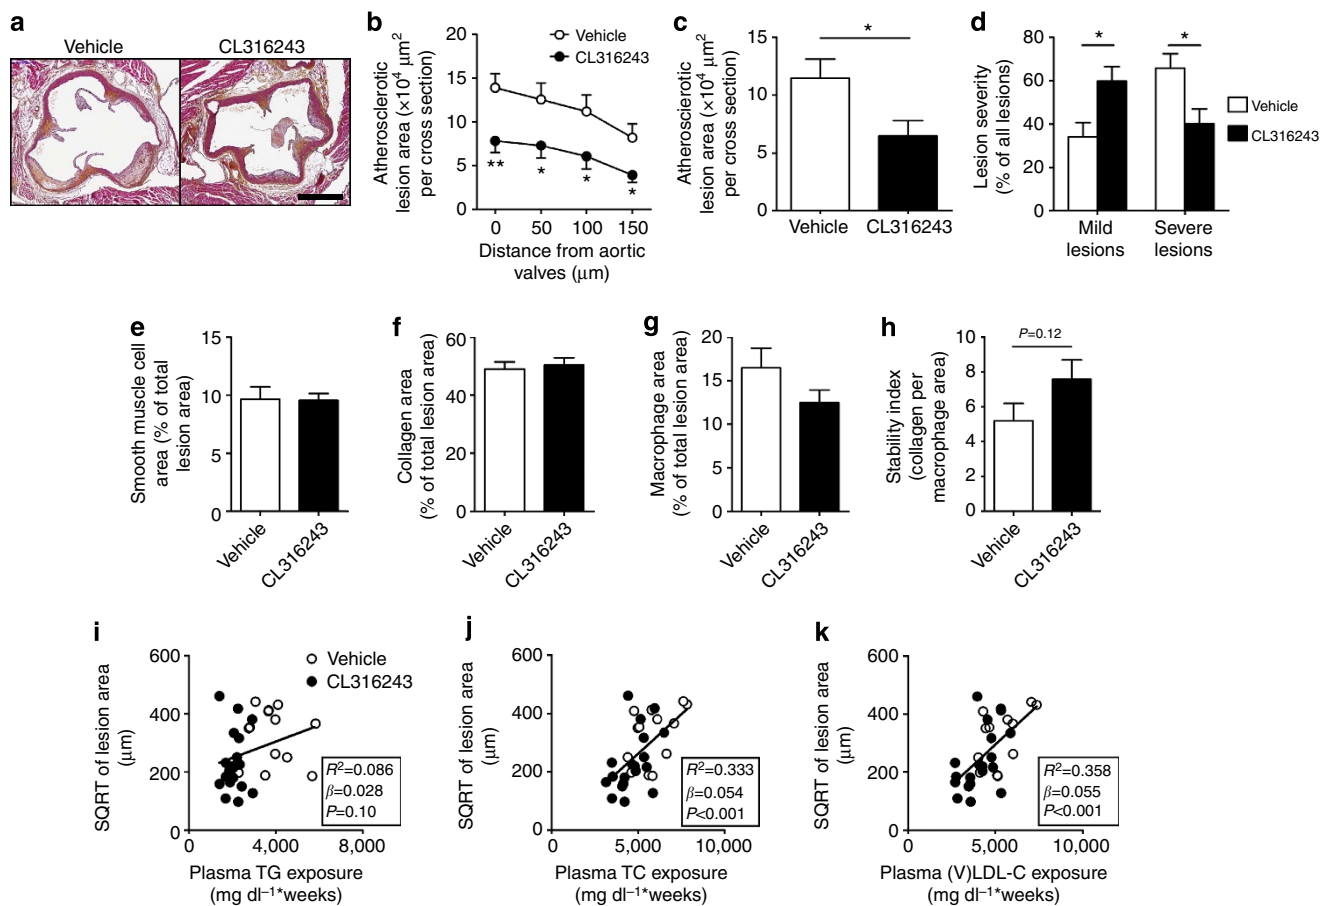 a
Vehicle
CL316243
b
Atherosclerotic
lesion area (×10⁴ μm²
per cross section)
20
15
10
5
0
Vehicle
CL316243
**
*
*
*
0 50 100 150
Distance from aortic
valves (μm)
c
Atheroscierotic
lesion area (×10⁴ μm²
per cross section)
15
10
5
0
*
Vehicle CL316243
d
Lesion severity
(% of all lesions)
80
60
40
20
0
*
*
Vehicle
CL316243
Mild
lesions
Severe
lesions
e
Smooth muscle cell
area (% of total
lesion area)
15
10
5
0
Vehicle
CL316243
f
Collagen area
(% of total lesion area)
60
40
20
0
Vehicle
CL316243
g
Macrophage area
(% of total lesion area)
20
15
10
5
0
Vehicle
CL316243
h
Stability index
(collagen per
macrophage area)
10
8
6
4
2
0
P=0.12
Vehicle
CL316243
i
SQRT of lesion area
(μm)
600
400
200
0
Vehicle
CL316243
R²=0.086
β=0.028
P=0.10
0 4,000 8,000
Plasma TG exposure
(mg dl⁻¹*weeks)
j
SQRT of lesion area
(μm)
600
400
200
0
R²=0.333
β=0.054
P<0.001
0 5,000 10,000
Plasma TC exposure
(mg dl⁻¹*weeks)
k
SQRT of lesion area
(μm)
600
400
200
0
R²=0.358
β=0.055
P<0.001
0 5,000 10,000
Plasma (V)LDL-C exposure
(mg dl⁻¹*weeks)